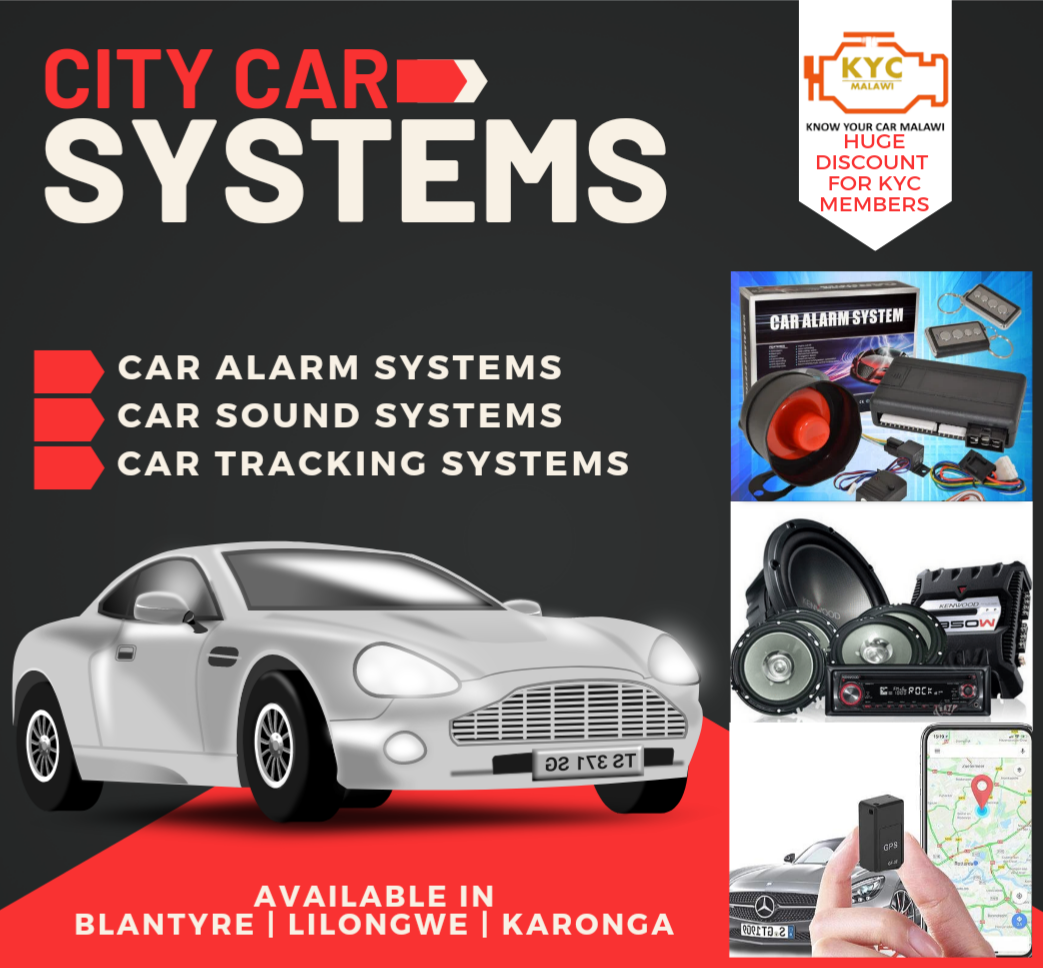 CITY CAR
SYSTEMS
KYC
MALAWI
KNOW YOUR CAR MALAWI
HUGE
DISCOUNT
FOR KYC
MEMBERS
CAR ALARM SYSTEMS
CAR SOUND SYSTEMS
CAR TRACKING SYSTEMS
CAR ALARM SYSTEM
KENWOOD
KENWOOD
950W
ROCK
TS 371 SG
GPS
S·GT1909
AVAILABLE IN
BLANTYRE | LILONGWE | KARONGA